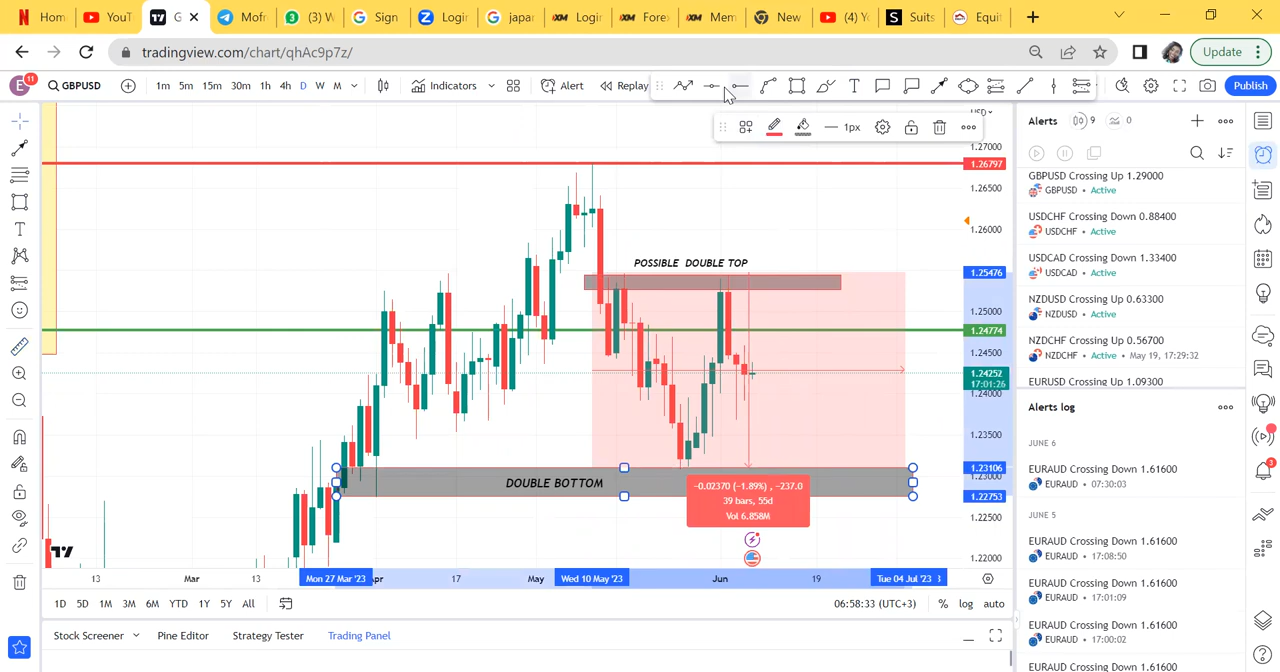 Hom
YouT
G
Mofr
(3) W
Sign
Logir
japar
Login
Fore:
Mem
New
(4) Y
Suits
Equit
tradingview.com/chart/qhAc9p7z/
Update
E
11
GBPUSD
1m 5m 15m 30m 1h 4h D W M
Indicators
Alert
Replay
T
Publish
1px
USD
Alerts
9
0
1.27000
1.26797
1.26500
1.26000
1.25476
1.25000
1.24774
1.24500
1.24252
17:01:26
1.24000
1.23500
1.23106
1.23000
1.22753
1.22500
1.22000
POSSIBLE DOUBLE TOP
DOUBLE BOTTOM
-0.02370 (-1.89%) , -237.0
39 bars, 55d
Vol 6.858M
GBPUSD Crossing Up 1.29000
GBPUSD • Active
USDCHF Crossing Down 0.88400
USDCHF • Active
USDCAD Crossing Down 1.33400
USDCAD • Active
NZDUSD Crossing Up 0.63300
NZDUSD • Active
NZDCHF Crossing Up 0.56700
NZDCHF • Active • May 19, 17:29:32
EURUSD Crossing Up 1.09300
Alerts log
JUNE 6
EURAUD Crossing Down 1.61600
EURAUD • 07:30:03
JUNE 5
EURAUD Crossing Down 1.61600
EURAUD • 17:08:50
EURAUD Crossing Down 1.61600
EURAUD • 17:01:09
EURAUD Crossing Down 1.61600
EURAUD • 17:00:02
EURAUD Crossing Down 1.61600
13 Mar 13 Mon 27 Mar '23 Apr 17 May Wed 10 May '23 Jun 19 Tue 04 Jul '23 3
1D 5D 1M 3M 6M YTD 1Y 5Y All
06:58:33 (UTC+3) % log auto
Stock Screener Pine Editor Strategy Tester Trading Panel